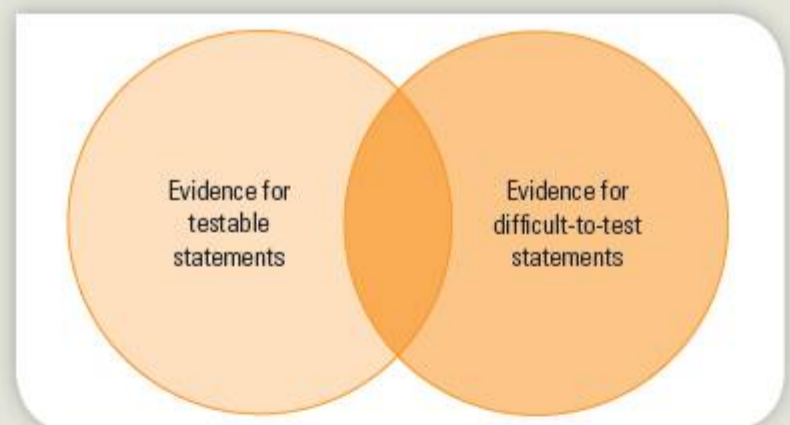 Evidence for
testable
statements
Evidence for
difficult-to-test
statements